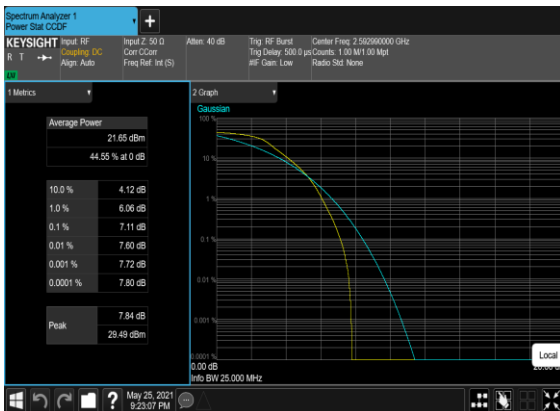 Spectrum Analyzer 1
Power Stat CCDF
KEYSIGHT
R T
LV
Input: RF
Coupling: DC
Align: Auto
Input Z: 50 Ω
Corr CCorr
Freq Ref: Int (S)
Atten: 40 dB
Trig: RF Burst
Trig Delay: 500.0 µs
#IF Gain: Low
Center Freq: 2.592990000 GHz
Counts: 1.00 M/1.00 Mpt
Radio Std: None
1 Metrics
Average Power
21.65 dBm
44.55 % at 0 dB
10.0 % 4.12 dB
1.0 % 6.06 dB
0.1 % 7.11 dB
0.01 % 7.60 dB
0.001 % 7.72 dB
0.0001 % 7.80 dB
Peak
7.84 dB
29.49 dBm
2 Graph
Gaussian
100 %
10 %
1 %
0.1 %
0.01 %
0.001 %
0.0001 %
0.00 dB
Info BW 25.000 MHz
Local
May 25, 2021
9:23:07 PM